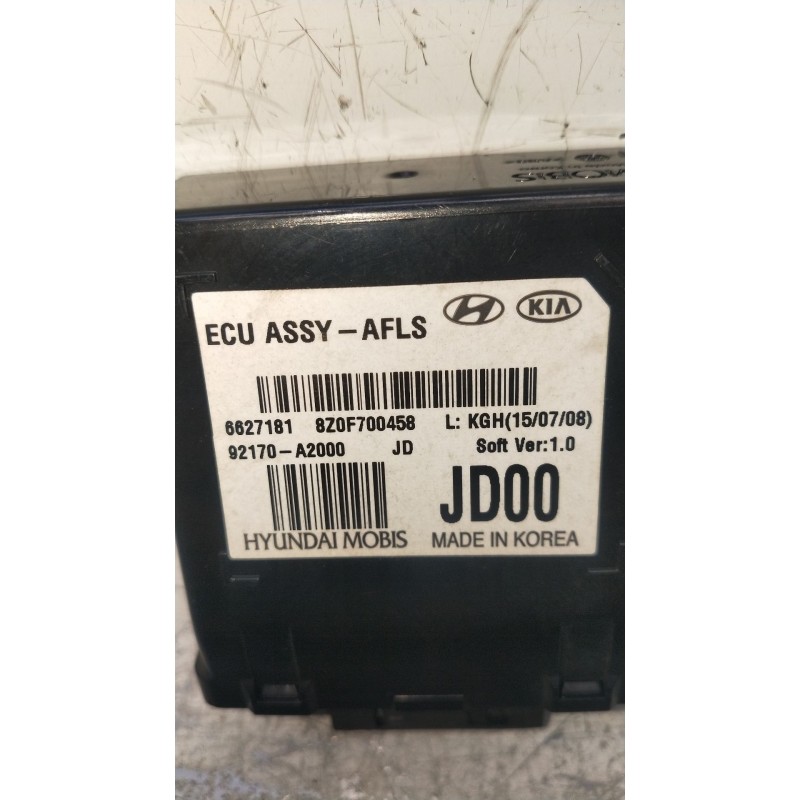 MOBIS
KIA
ECU ASSY-AFLS
6627181 8Z0F700458 L: KGH(15/07/08)
92170-A2000 JD Soft Ver:1.0
JD00
HYUNDAI MOBIS MADE IN KOREA